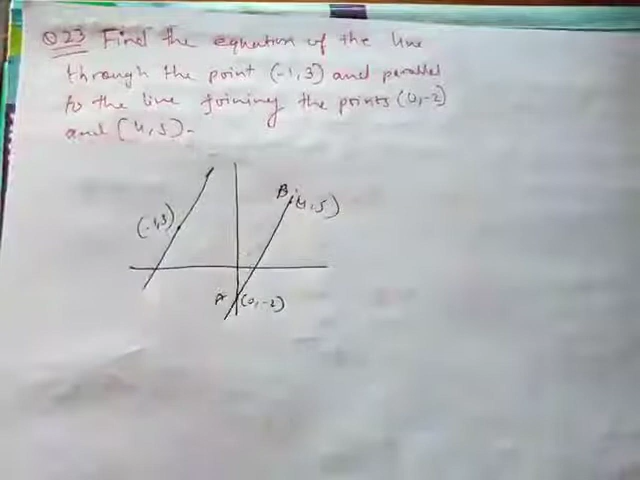 Q23 Find the equation of the line
through the point (-1,3) and parallel
to the line joining the points (0,-2)
and (4,5).
B (4,5)
(-1,3)
A (0,-2)